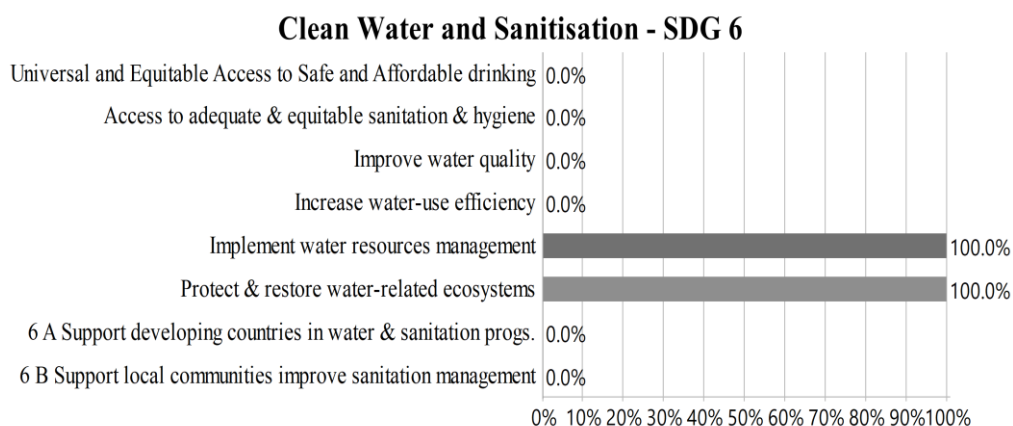 Clean Water and Sanitisation - SDG 6
Universal and Equitable Access to Safe and Affordable drinking 0.0%
Access to adequate & equitable sanitation & hygiene 0.0%
Improve water quality 0.0%
Increase water-use efficiency 0.0%
Implement water resources management 100.0%
Protect & restore water-related ecosystems 100.0%
6 A Support developing countries in water & sanitation progs. 0.0%
6 B Support local communities improve sanitation management 0.0%
0% 10% 20% 30% 40% 50% 60% 70% 80% 90% 100%